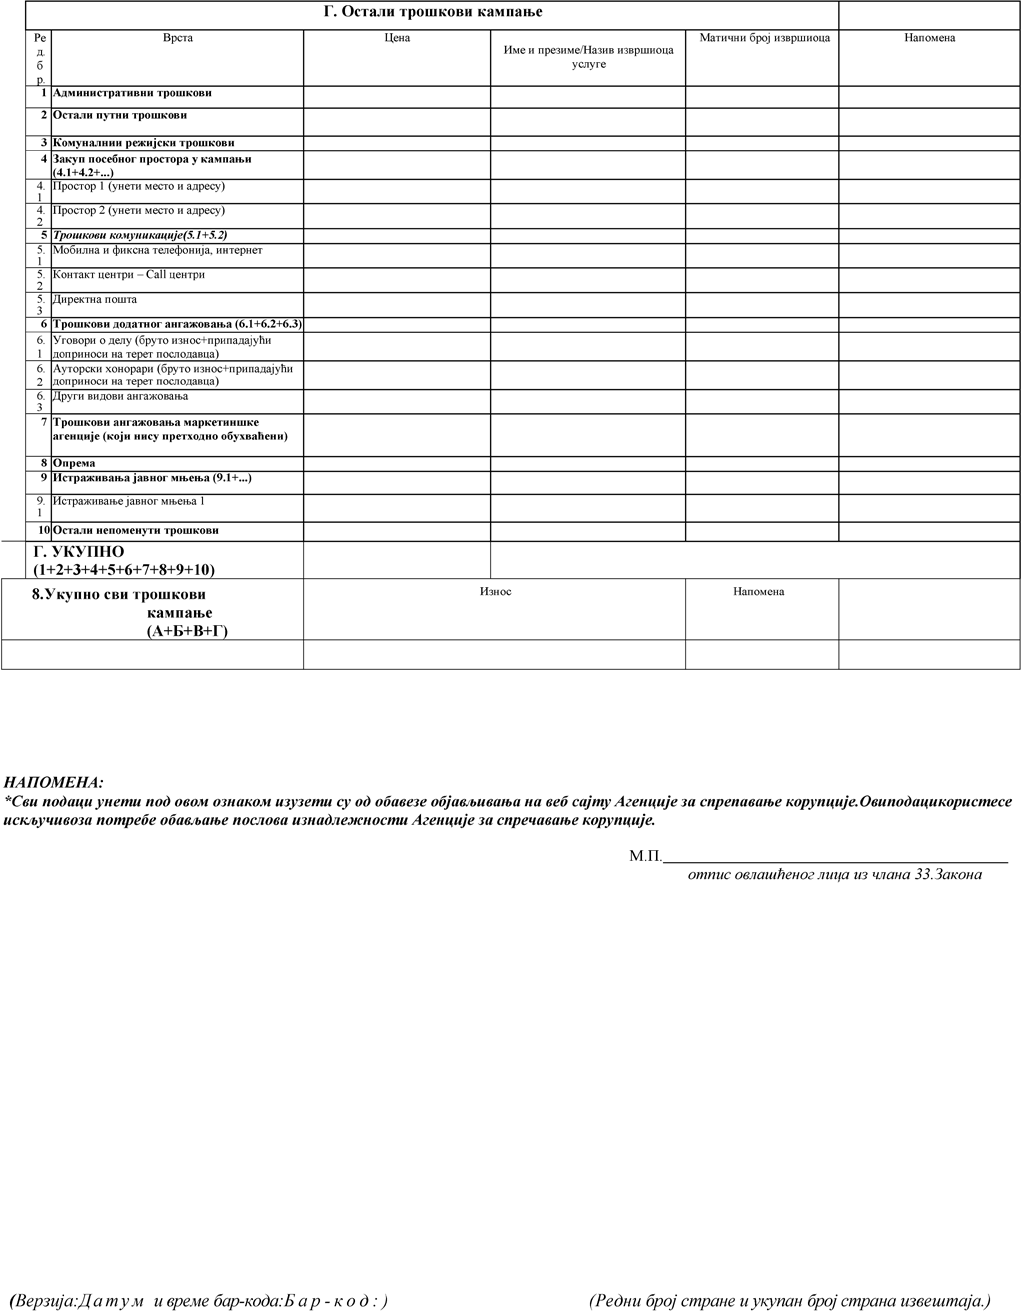 Г. Остали трошкови кампање
Ре
д.
б
р.
Врста
Цена
Име и презиме/Назив извршиоца
услуге
Матични број извршиоца
Напомена
1 Административни трошкови
2 Остали путни трошкови
3 Комуналнии режијски трошкови
4 Закуп посебног простора у кампањи
(4.1+4.2+...)
4. Простор 1 (унети место и адресу)
1
4. Простор 2 (унети место и адресу)
2
5 Трошкови комуникације(5.1+5.2)
5. Мобилна и фиксна телефонија, интернет
1
5. Контакт центри – Call центри
2
5. Директна пошта
3
6 Трошкови додатног ангажовања (6.1+6.2+6.3)
6. Уговори о делу (бруто износ+припадајући
1 доприноси на терет послодавца)
6. Ауторски хонорари (бруто износ+припадајући
2 доприноси на терет послодавца)
6. Други видови ангажовања
3
7 Трошкови ангажовања маркетиншке
агенције (који нису претходно обухваћени)
8 Опрема
9 Истраживања јавног мњења (9.1+...)
9. Истраживање јавног мњења 1
1
10 Остали непоменути трошкови
Г. УКУПНО
(1+2+3+4+5+6+7+8+9+10)
8.Укупно сви трошкови
кампање
(А+Б+В+Г)
Износ
Напомена
НАПОМЕНА:
*Сви подаци унети под овом ознаком изузети су од обавезе објављивања на веб сајту Агенције за спрепавање корупције.Овиподацикористесе
искључивоза потребе обављање послова изнадлежности Агенције за спречавање корупције.
М.П.
отпис овлашћеног лица из члана 33.Закона
(Верзија:Датум и време бар-кода:Бар-код:)
(Редни број стране и укупан број страна извештаја.)